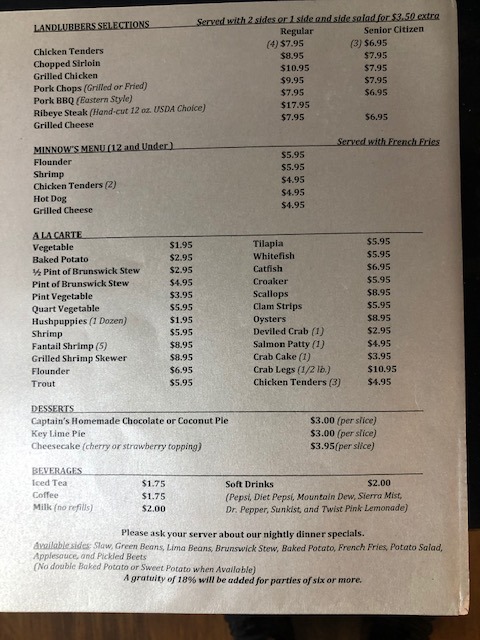 LANDLUBBERS SELECTIONS Served with 2 sides or 1 side and side salad for $3.50 extra
Regular Senior Citizen
Chicken Tenders (4) $7.95 (3) $6.95
Chopped Sirloin $8.95 $7.95
Grilled Chicken $10.95 $7.95
Pork Chops (Grilled or Fried) $9.95 $7.95
Pork BBQ (Eastern Style) $7.95 $6.95
Ribeye Steak (Hand-cut 12 oz. USDA Choice) $17.95
Grilled Cheese $7.95 $6.95
MINNOW'S MENU (12 and Under) Served with French Fries
Flounder $5.95
Shrimp $5.95
Chicken Tenders (2) $4.95
Hot Dog $4.95
Grilled Cheese $4.95
A LA CARTE
Vegetable $1.95 Tilapia $5.95
Baked Potato $2.95 Whitefish $5.95
½ Pint of Brunswick Stew $2.95 Catfish $6.95
Pint of Brunswick Stew $4.95 Croaker $5.95
Pint Vegetable $3.95 Scallops $8.95
Quart Vegetable $5.95 Clam Strips $5.95
Hushpuppies (1 Dozen) $1.95 Oysters $8.95
Shrimp $5.95 Deviled Crab (1) $2.95
Fantail Shrimp (5) $8.95 Salmon Patty (1) $4.95
Grilled Shrimp Skewer $8.95 Crab Cake (1) $3.95
Flounder $6.95 Crab Legs (1/2 lb.) $10.95
Trout $5.95 Chicken Tenders (3) $4.95
DESSERTS
Captain's Homemade Chocolate or Coconut Pie $3.00 (per slice)
Key Lime Pie $3.00 (per slice)
Cheesecake (cherry or strawberry topping) $3.95(per slice)
BEVERAGES
Iced Tea $1.75 Soft Drinks $2.00
Coffee $1.75 (Pepsi, Diet Pepsi, Mountain Dew, Sierra Mist,
Milk (no refills) $2.00 Dr. Pepper, Sunkist, and Twist Pink Lemonade)
Please ask your server about our nightly dinner specials.
Available sides: Slaw, Green Beans, Lima Beans, Brunswick Stew, Baked Potato, French Fries, Potato Salad,
Applesauce, and Pickled Beets
(No double Baked Potato or Sweet Potato when Available)
A gratuity of 18% will be added for parties of six or more.